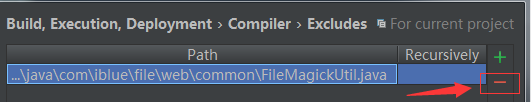 Build, Execution, Deployment › Compiler › Excludes For current project
Path Recursively
...\java\com\iblue\file\web\common\FileMagickUtil.java